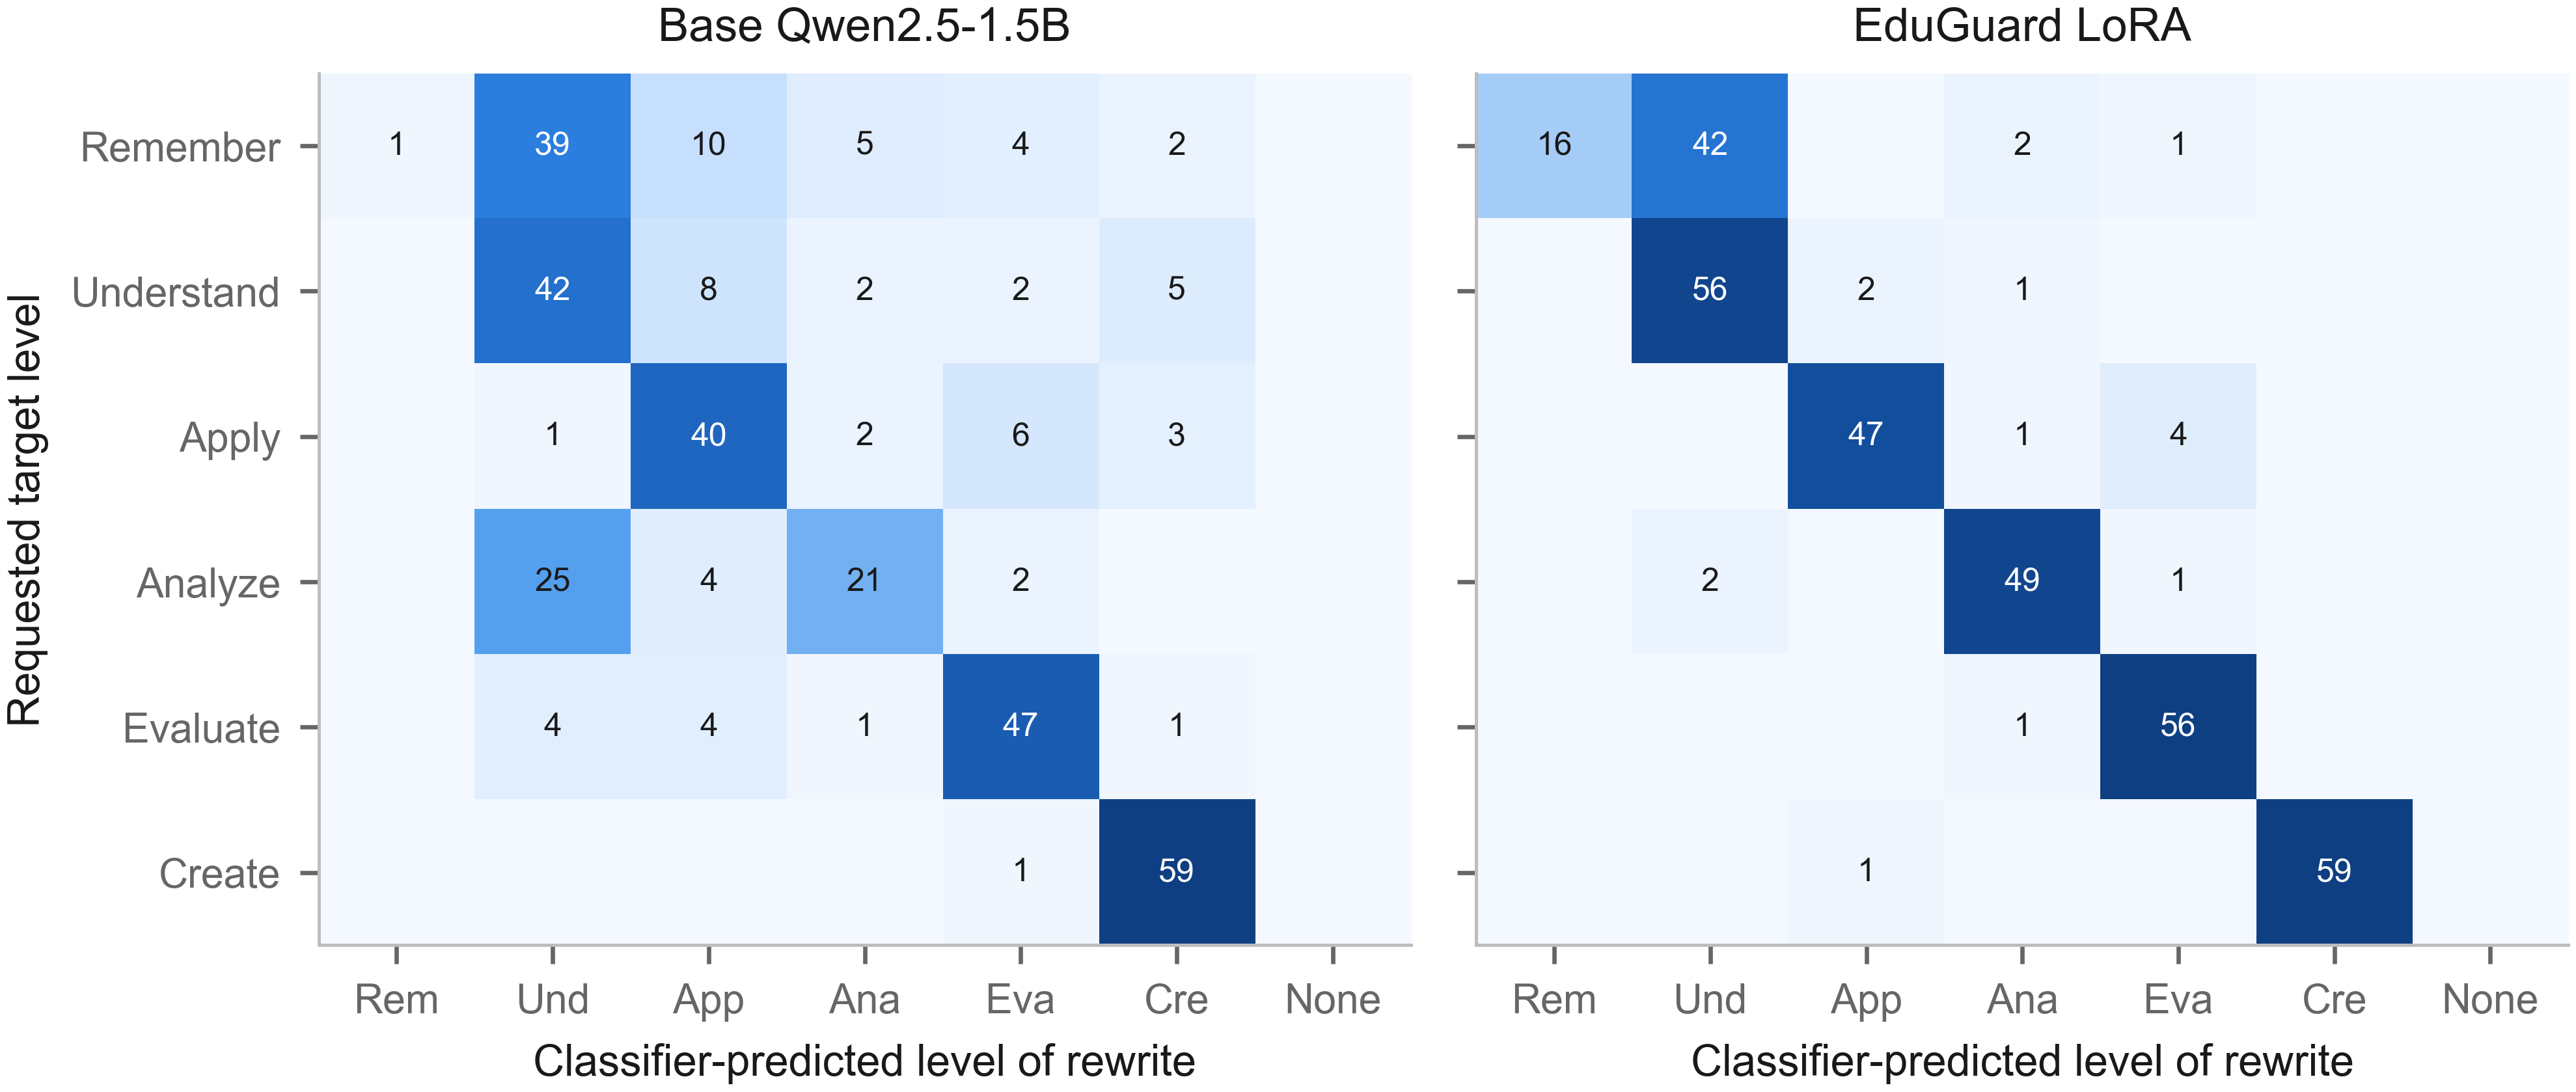 Base Qwen2.5-1.5B
EduGuard LoRA
Requested target level
Remember 1 39 10 5 4 2 16 42 2 1
Understand 42 8 2 2 5 56 2 1
Apply 1 40 2 6 3 47 1 4
Analyze 25 4 21 2 2 49 1
Evaluate 4 4 1 47 1 1 56
Create 1 59 1 59
Rem Und App Ana Eva Cre None
Rem Und App Ana Eva Cre None
Classifier-predicted level of rewrite
Classifier-predicted level of rewrite